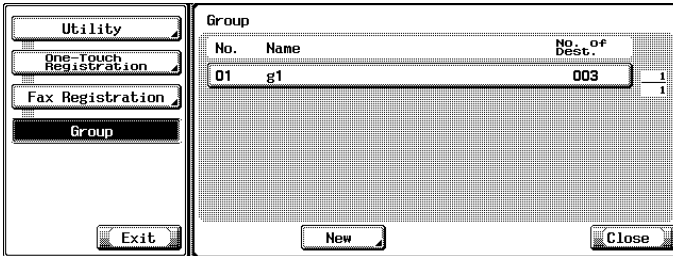 Utility
One-Touch
Registration
Fax Registration
Group
Exit
Group
No. Name No. of Dest.
01 g1 003
1
1
New
Close